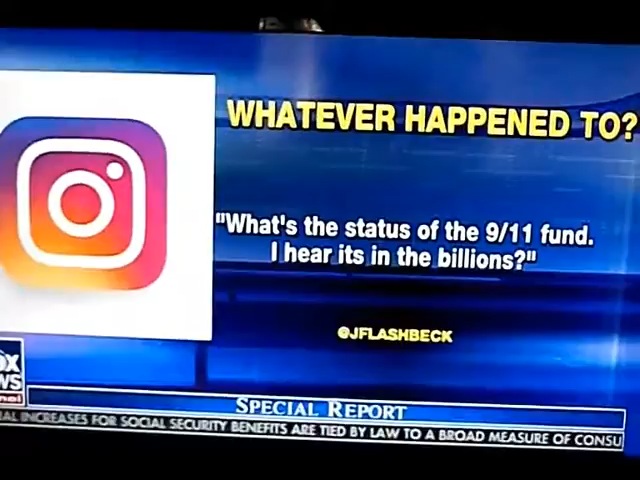 WHATEVER HAPPENED TO?
"What's the status of the 9/11 fund.
I hear its in the billions?"
@JFLASHBECK
SPECIAL REPORT
INCREASES FOR SOCIAL SECURITY BENEFITS ARE TIED BY LAW TO A BROAD MEASURE OF